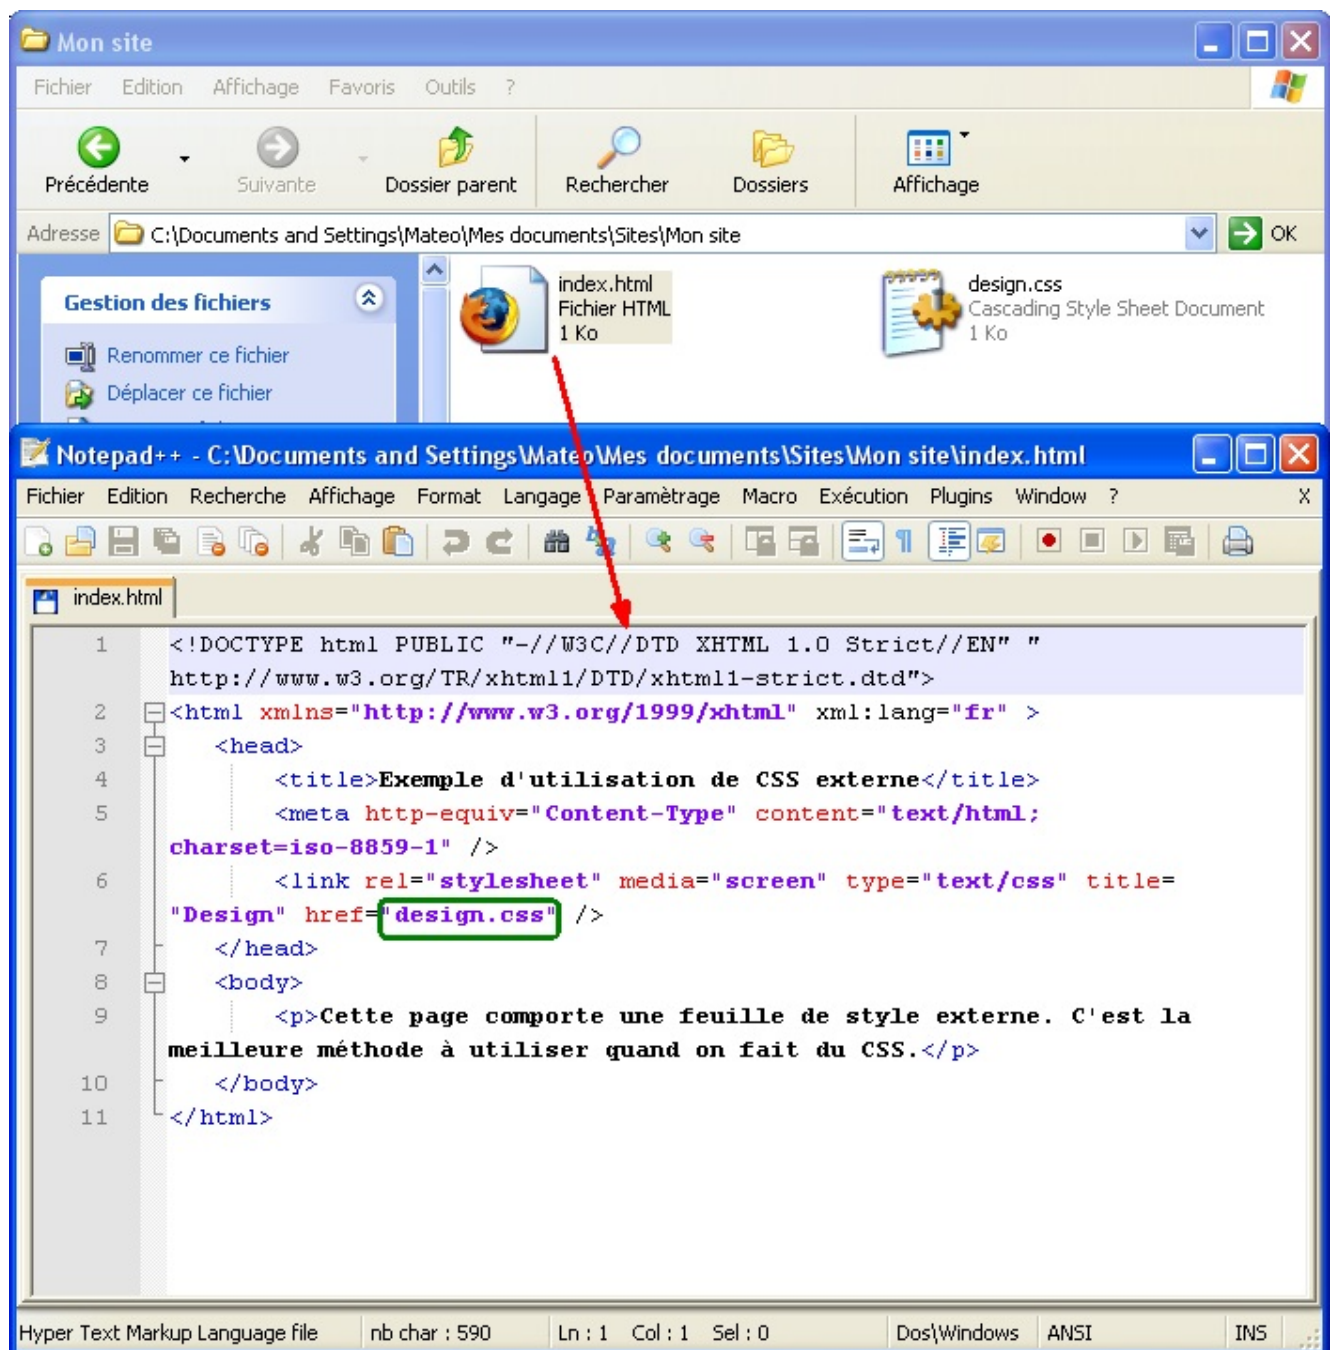 Mon site
Fichier Edition Affichage Favoris Outils ?
Précédente Suivante Dossier parent Rechercher Dossiers Affichage
Adresse C:\Documents and Settings\Mateo\Mes documents\Sites\Mon site OK
Gestion des fichiers
Renommer ce fichier
Déplacer ce fichier
index.html
Fichier HTML
1 Ko
design.css
Cascading Style Sheet Document
1 Ko
Notepad++ - C:\Documents and Settings\Mateo\Mes documents\Sites\Mon site\index.html
Fichier Edition Recherche Affichage Format Langage Paramètrage Macro Exécution Plugins Window ? X
index.html
1 <!DOCTYPE html PUBLIC "-//W3C//DTD XHTML 1.0 Strict//EN" "
http://www.w3.org/TR/xhtml1/DTD/xhtml1-strict.dtd">
2 <html xmlns="http://www.w3.org/1999/xhtml" xml:lang="fr" >
3 <head>
4 <title>Exemple d'utilisation de CSS externe</title>
5 <meta http-equiv="Content-Type" content="text/html;
charset=iso-8859-1" />
6 <link rel="stylesheet" media="screen" type="text/css" title=
"Design" href="design.css" />
7 </head>
8 <body>
9 <p>Cette page comporte une feuille de style externe. C'est la
meilleure méthode à utiliser quand on fait du CSS.</p>
10 </body>
11 </html>
Hyper Text Markup Language file nb char : 590 Ln : 1 Col : 1 Sel : 0 Dos\Windows ANSI INS